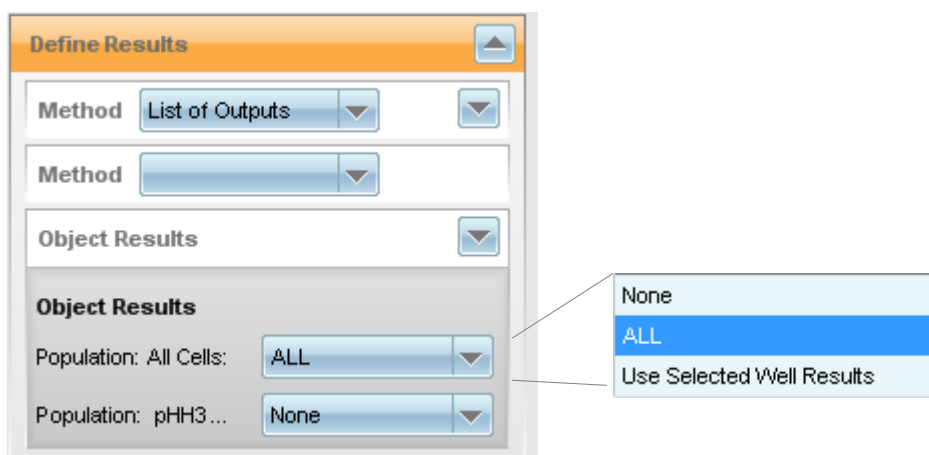 Define Results
Method List of Outputs
Method
Object Results
Object Results
Population: All Cells: ALL
Population: pHH3 ... None
None
ALL
Use Selected Well Results